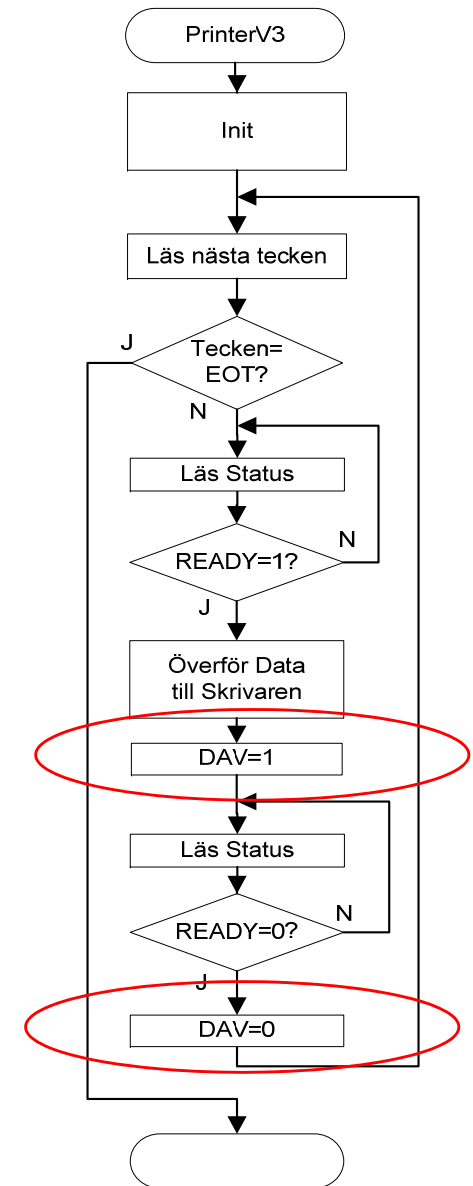 PrinterV3
Init
Läs nästa tecken
J
Tecken=
EOT?
N
Läs Status
N
READY=1?
J
Överför Data
till Skrivaren
DAV=1
Läs Status
N
READY=0?
J
DAV=0